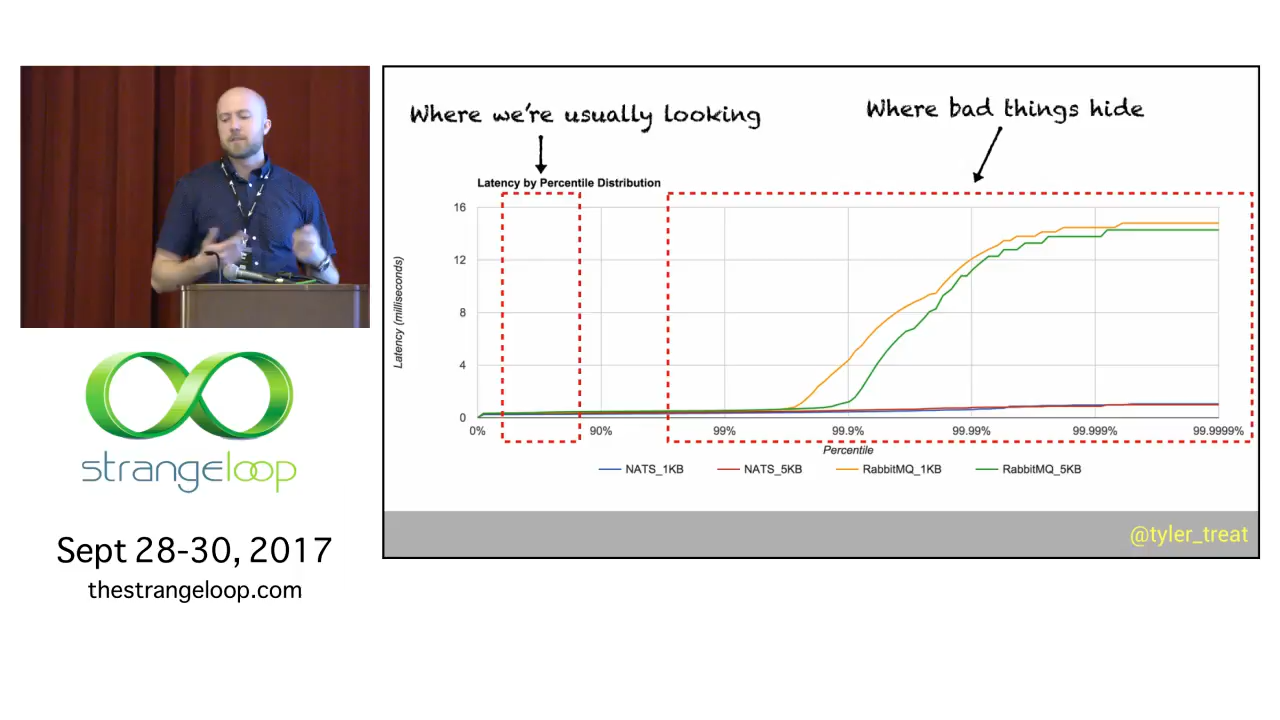 Where we're usually looking
Where bad things hide
Latency by Percentile Distribution
16
12
8
4
0
Latency (milliseconds)
0%
90%
99%
99.9%
99.99%
99.999%
99.9999%
Percentile
NATS_1KB
NATS_5KB
RabbitMQ_1KB
RabbitMQ_5KB
@tyler_treat
strangeloop
Sept 28-30, 2017
thestrangeloop.com